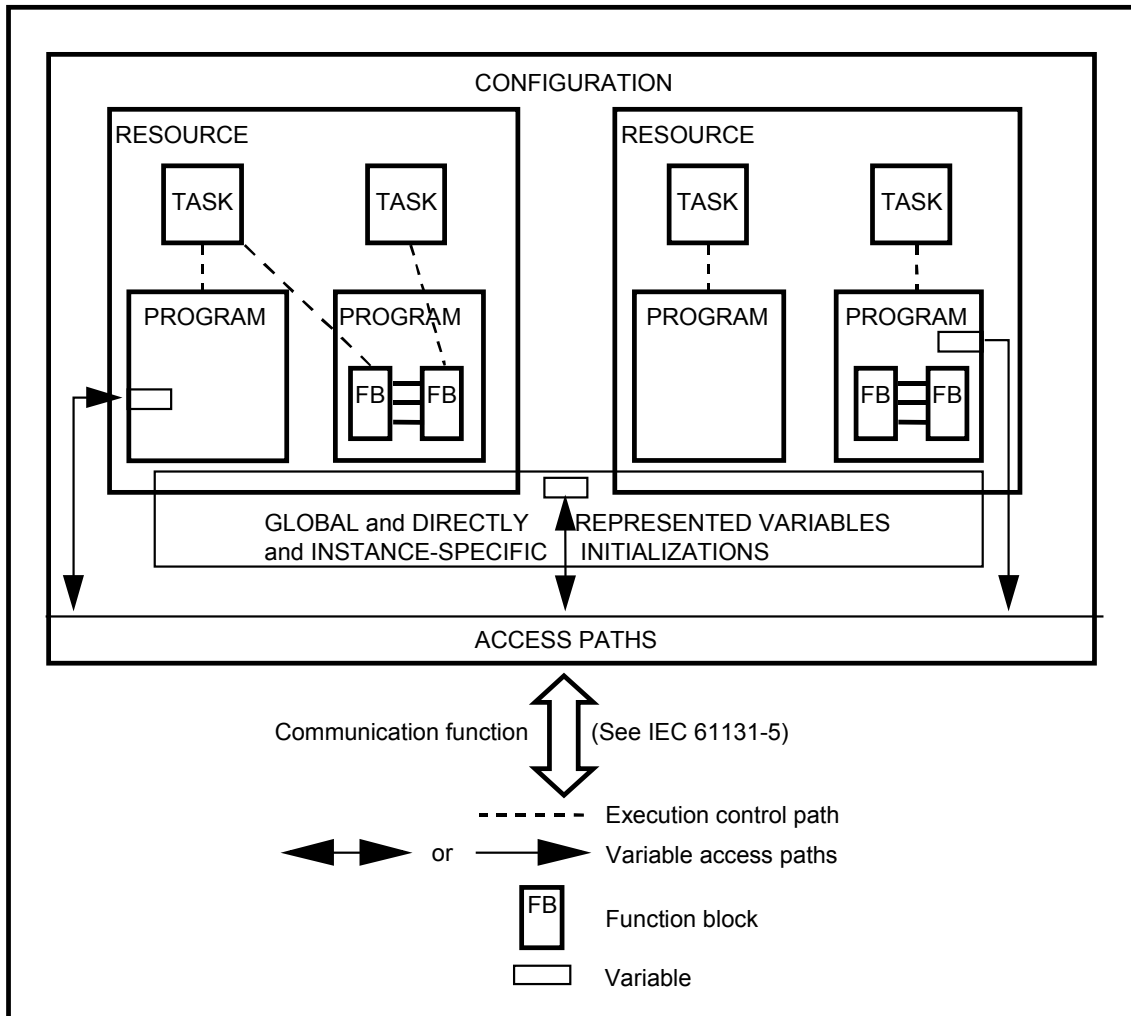 CONFIGURATION
RESOURCE
RESOURCE
TASK
TASK
TASK
TASK
PROGRAM
PROGRAM
PROGRAM
PROGRAM
FB
FB
FB
FB
GLOBAL and DIRECTLY REPRESENTED VARIABLES
and INSTANCE-SPECIFIC INITIALIZATIONS
ACCESS PATHS
Communication function (See IEC 61131-5)
Execution control path
or Variable access paths
FB Function block
Variable